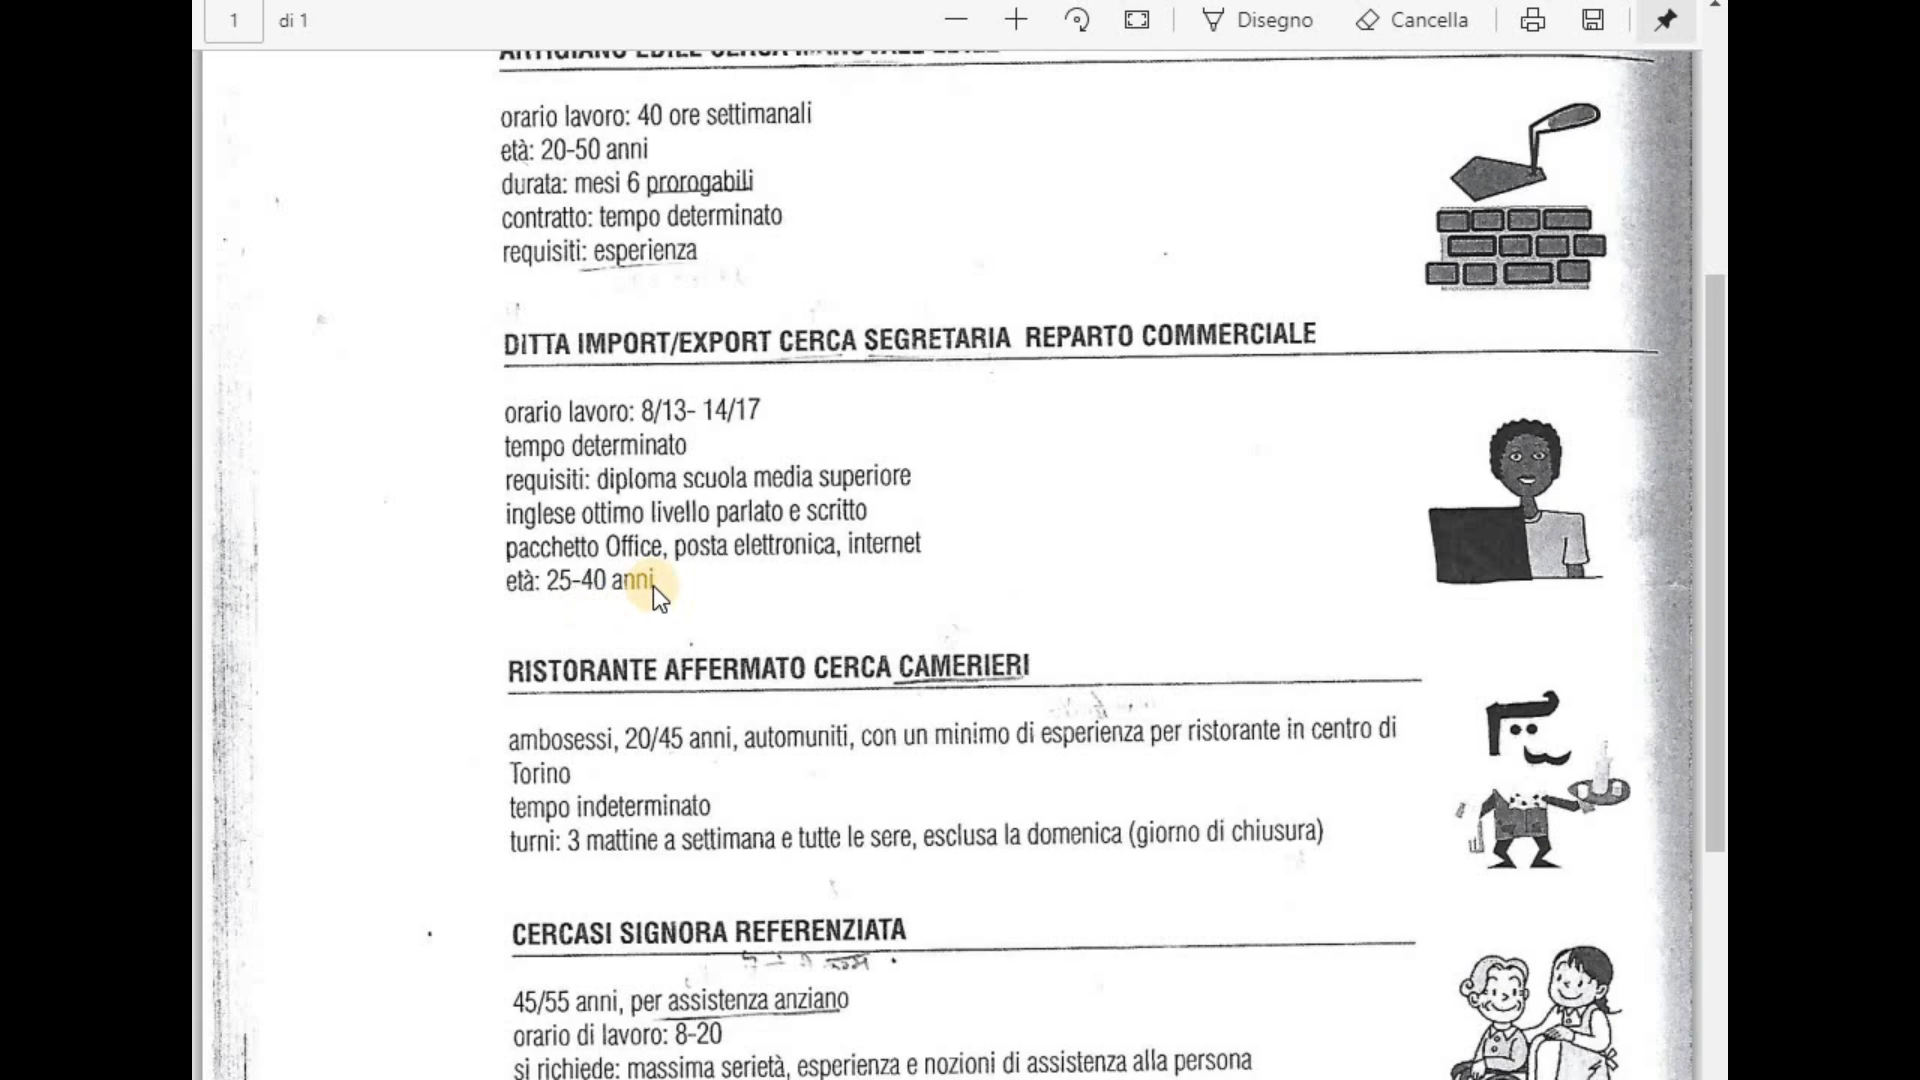 1 di 1 Disegno Cancella
ARTIGIANO EDILE CERCA MANOVALE EDILE
orario lavoro: 40 ore settimanali
età: 20-50 anni
durata: mesi 6 prorogabili
contratto: tempo determinato
requisiti: esperienza
DITTA IMPORT/EXPORT CERCA SEGRETARIA REPARTO COMMERCIALE
orario lavoro: 8/13- 14/17
tempo determinato
requisiti: diploma scuola media superiore
inglese ottimo livello parlato e scritto
pacchetto Office, posta elettronica, internet
età: 25-40 anni
RISTORANTE AFFERMATO CERCA CAMERIERI
ambosessi, 20/45 anni, automuniti, con un minimo di esperienza per ristorante in centro di
Torino
tempo indeterminato
turni: 3 mattine a settimana e tutte le sere, esclusa la domenica (giorno di chiusura)
CERCASI SIGNORA REFERENZIATA
45/55 anni, per assistenza anziano
orario di lavoro: 8-20
si richiede: massima serietà, esperienza e nozioni di assistenza alla persona